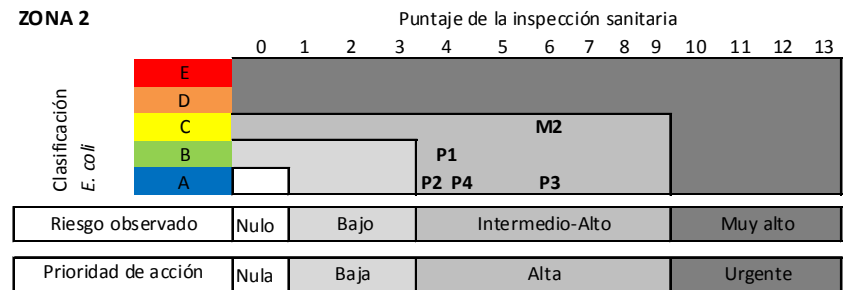 ZONA 2
Puntaje de la inspección sanitaria
0 1 2 3 4 5 6 7 8 9 10 11 12 13
Clasificación
E. coli
E
D
C M2
B P1
A P2 P4 P3
Riesgo observado Nulo Bajo Intermedio-Alto Muy alto
Prioridad de acción Nula Baja Alta Urgente